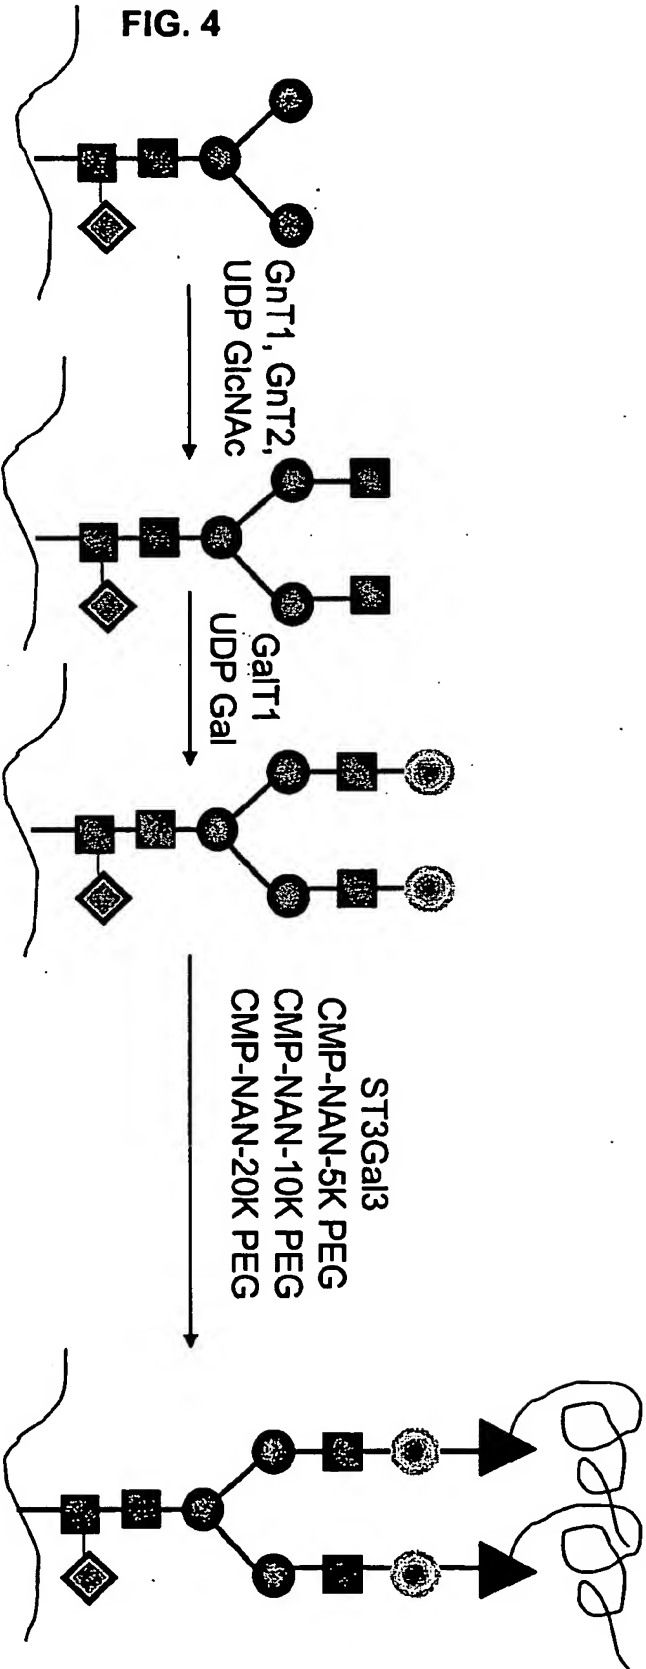 FIG. 4
GnT1, GnT2,
UDP GlcNAc
GalT1
UDP Gal
ST3Gal3
CMP-NAN-5K PEG
CMP-NAN-10K PEG
CMP-NAN-20K PEG